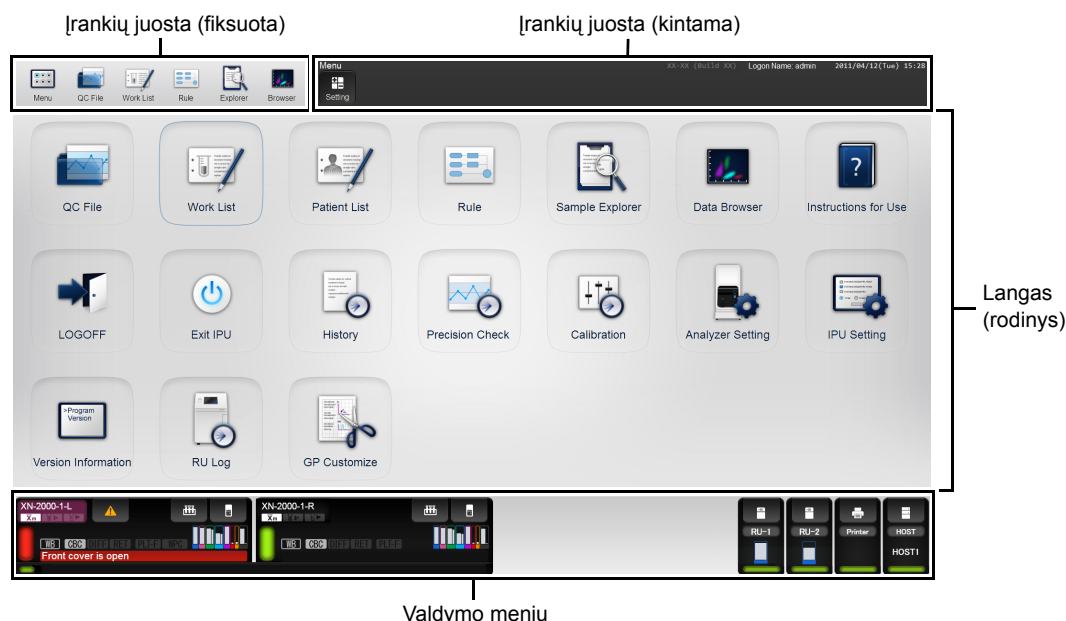 Įrankių juosta (fiksuota)
Įrankių juosta (kintama)
Menu
QC File
Work List
Rule
Explorer
Browser
Menu
XX-XX (Build XX)
Logon Name: admin
2011/04/12(Tue) 15:28
Setting
QC File
Work List
Patient List
Rule
Sample Explorer
Data Browser
?
Instructions for Use
LOGOFF
Exit IPU
History
Precision Check
Calibration
Analyzer Setting
IPU Setting
Langas
(rodinys)
>Program
Version
Version Information
RU Log
GP Customize
XN-2000-1-L
WB CBC DIFF RET PLT-F WPC
Front cover is open
XN-2000-1-R
WB CBC DIFF RET PLT-F
RU-1
RU-2
Printer
HOST
HOST1
Valdymo meniu